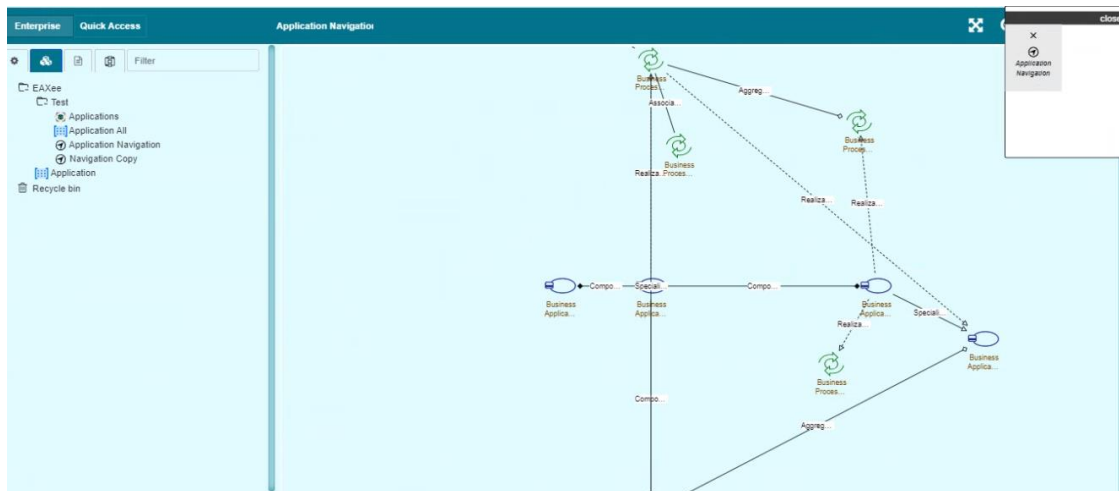 Enterprise
Quick Access
Application Navigation
close
Application
Navigation
Filter
EAXee
Test
Applications
Application All
Application Navigation
Navigation Copy
Application
Recycle bin
Business
Proces...
Aggreg...
Associa...
Business
Proces...
Business
Proces...
Realiza...
Realiza...
Realiza...
Compo...
Speciali...
Compo...
Business
Applica...
Business
Applica...
Business
Applica...
Speciali...
Realiza...
Business
Applica...
Business
Proces...
Compo...
Aggreg...